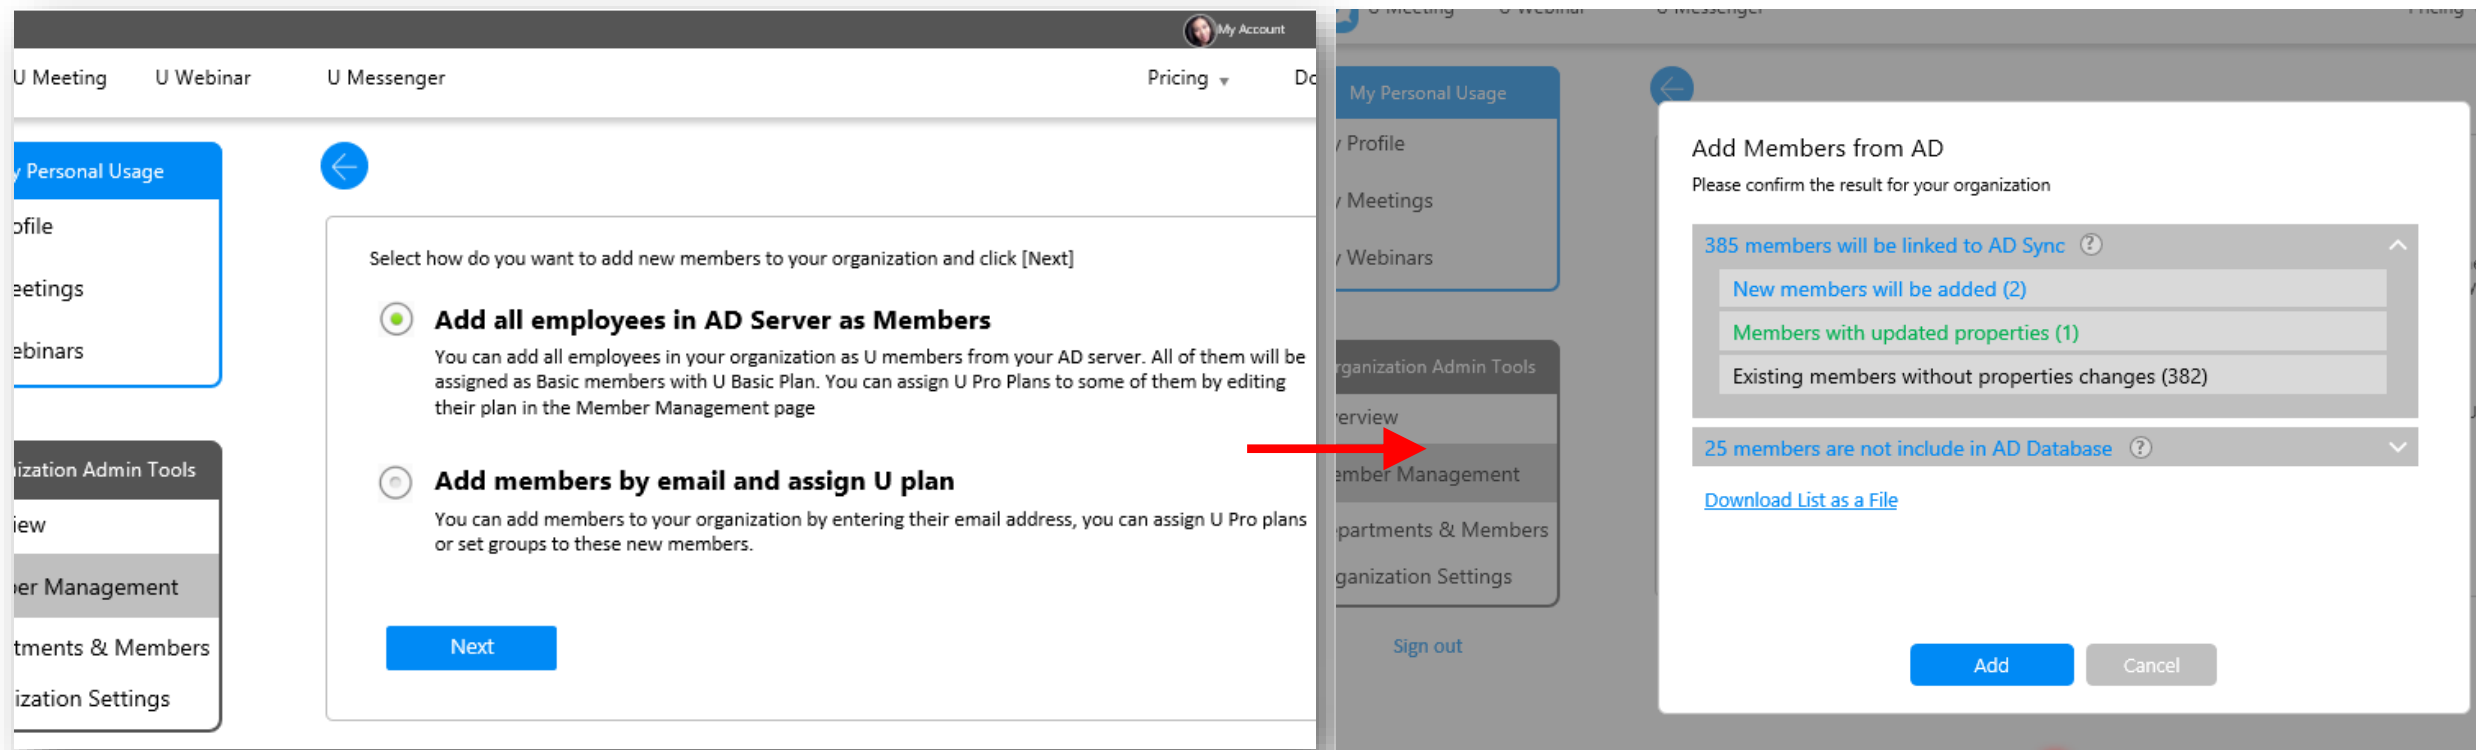 My Account
U Meeting U Webinar U Messenger Pricing Do
y Personal Usage
ofile
eetings
ebinars
ization Admin Tools
iew
er Management
tments & Members
ization Settings
Select how do you want to add new members to your organization and click [Next]
Add all employees in AD Server as Members
You can add all employees in your organization as U members from your AD server. All of them will be
assigned as Basic members with U Basic Plan. You can assign U Pro Plans to some of them by editing
their plan in the Member Management page
Add members by email and assign U plan
You can add members to your organization by entering their email address, you can assign U Pro plans
or set groups to these new members.
Next
U Meeting U Webinar U Messenger Pricing
My Personal Usage
y Profile
y Meetings
y Webinars
rganization Admin Tools
erview
ember Management
partments & Members
ganization Settings
Sign out
Add Members from AD
Please confirm the result for your organization
385 members will be linked to AD Sync ?
New members will be added (2)
Members with updated properties (1)
Existing members without properties changes (382)
25 members are not include in AD Database ?
Download List as a File
Add Cancel